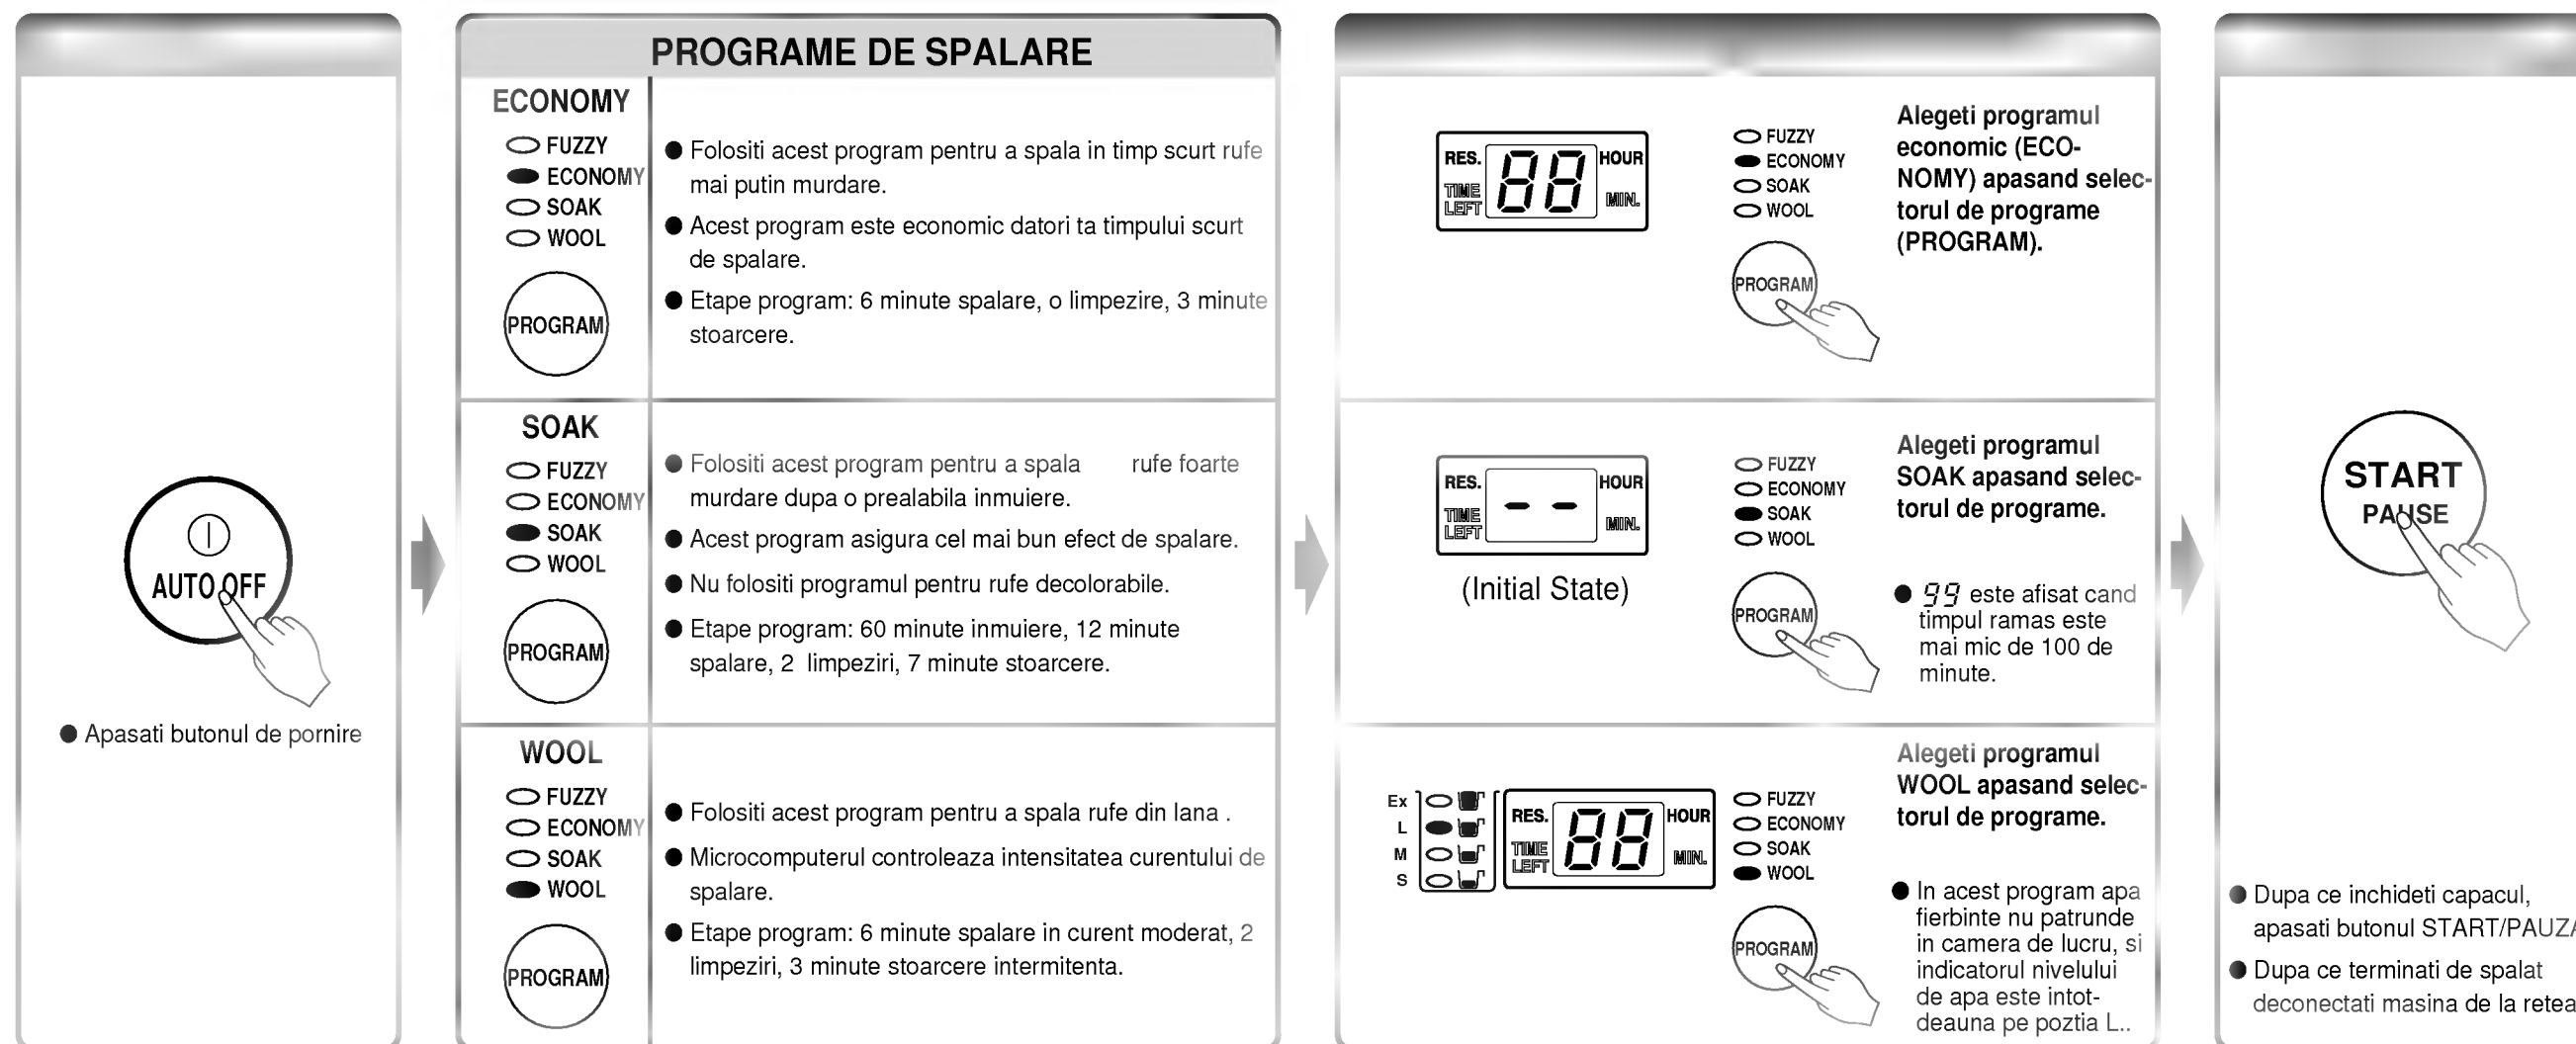 AUTO OFF
● Apasati butonul de pornire
PROGRAME DE SPALARE
ECONOMY
FUZZY
ECONOMY
SOAK
WOOL
PROGRAM
● Folositi acest program pentru a spala in timp scurt rufe
mai putin murdare.
● Acest program este economic datori ta timpului scurt
de spalare.
● Etape program: 6 minute spalare, o limpezire, 3 minute
stoarcere.
SOAK
FUZZY
ECONOMY
SOAK
WOOL
PROGRAM
● Folositi acest program pentru a spala rufe foarte
murdare dupa o prealabila inmuiere.
● Acest program asigura cel mai bun efect de spalare.
● Nu folositi programul pentru rufe decolorabile.
● Etape program: 60 minute inmuiere, 12 minute
spalare, 2 limpeziri, 7 minute stoarcere.
WOOL
FUZZY
ECONOMY
SOAK
WOOL
PROGRAM
● Folositi acest program pentru a spala rufe din lana .
● Microcomputerul controleaza intensitatea curentului de
spalare.
● Etape program: 6 minute spalare in curent moderat, 2
limpeziri, 3 minute stoarcere intermitenta.
RES. 88 HOUR
TIME LEFT MIN.
FUZZY
ECONOMY
SOAK
WOOL
PROGRAM
Alegeti programul
economic (ECO-
NOMY) apasand selec-
torul de programe
(PROGRAM).
RES. - - HOUR
TIME LEFT MIN.
(Initial State)
FUZZY
ECONOMY
SOAK
WOOL
PROGRAM
Alegeti programul
SOAK apasand selec-
torul de programe.
● 99 este afisat cand
timpul ramas este
mai mic de 100 de
minute.
Ex
L
M
S
RES. 88 HOUR
TIME LEFT MIN.
FUZZY
ECONOMY
SOAK
WOOL
PROGRAM
Alegeti programul
WOOL apasand selec-
torul de programe.
● In acest program apa
fierbinte nu patrunde
in camera de lucru, si
indicatorul nivelului
de apa este intot-
deauna pe poztia L..
START
PAUSE
● Dupa ce inchideti capacul,
apasati butonul START/PAUZA
● Dupa ce terminati de spalat
deconectati masina de la retea